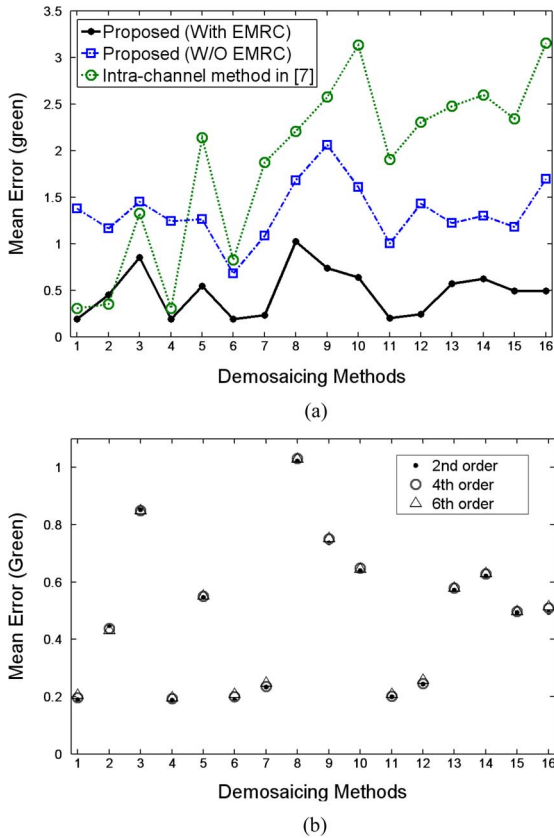 3.5
3
2.5
2
1.5
1
0.5
0
Mean Error (green)
Proposed (With EMRC)
Proposed (W/O EMRC)
Intra-channel method in [7]
1 2 3 4 5 6 7 8 9 10 11 12 13 14 15 16
Demosaicing Methods
(a)
1
0.8
0.6
0.4
0.2
0
Mean Error (Green)
2nd order
4th order
6th order
1 2 3 4 5 6 7 8 9 10 11 12 13 14 15 16
Demosaicing Methods
(b)